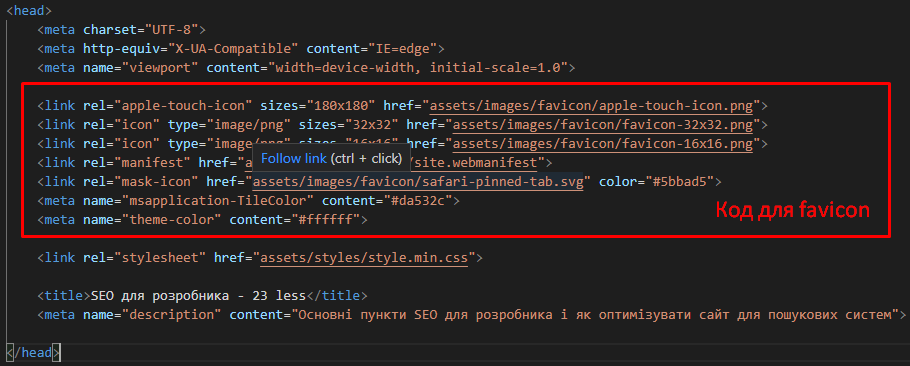 <head>
<meta charset="UTF-8">
<meta http-equiv="X-UA-Compatible" content="IE=edge">
<meta name="viewport" content="width=device-width, initial-scale=1.0">
<link rel="apple-touch-icon" sizes="180x180" href="assets/images/favicon/apple-touch-icon.png">
<link rel="icon" type="image/png" sizes="32x32" href="assets/images/favicon/favicon-32x32.png">
<link rel="icon" type="image/png" sizes="16x16" href="assets/images/favicon/favicon-16x16.png">
<link rel="manifest" href="a /site.webmanifest">
Follow link (ctrl + click)
<link rel="mask-icon" href="assets/images/favicon/safari-pinned-tab.svg" color="#5bbad5">
<meta name="msapplication-TileColor" content="#da532c">
<meta name="theme-color" content="#ffffff">
Код для favicon
<link rel="stylesheet" href="assets/styles/style.min.css">
<title>SEO для розробника - 23 less</title>
<meta name="description" content="Основні пункти SEO для розробника і як оптимізувати сайт для пошукових систем">
</head>